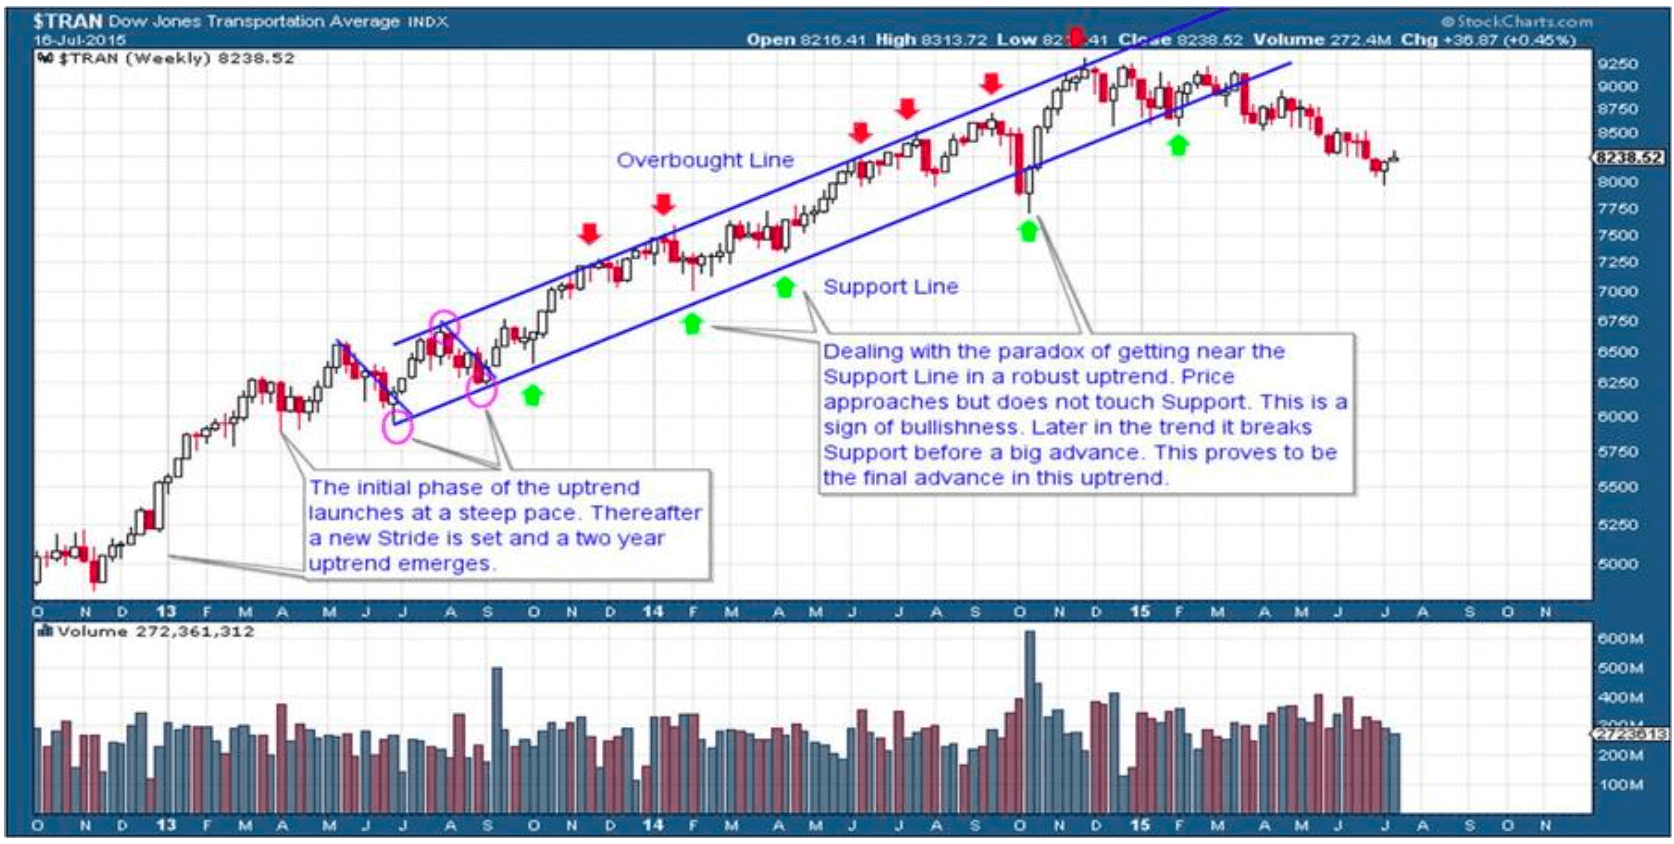 $TRAN Dow Jones Transportation Average INDX
© StockCharts.com
16-Jul-2015
Open 8216.41 High 8313.72 Low 82 .41 Close 8238.52 Volume 272.4M Chg +36.87 (+0.45%)
$TRAN (Weekly) 8238.52
9250
9000
8750
8500
8238.52
8000
7750
7500
7250
7000
6750
6500
6250
6000
5750
5500
5250
5000
Overbought Line
Support Line
Dealing with the paradox of getting near the
Support Line in a robust uptrend. Price
approaches but does not touch Support. This is a
sign of bullishness. Later in the trend it breaks
Support before a big advance. This proves to be
the final advance in this uptrend.
The initial phase of the uptrend
launches at a steep pace. Thereafter
a new Stride is set and a two year
uptrend emerges.
O N D 13 F M A M J J A S O N D 14 F M A M J J A S O N D 15 F M A M J J A S O N
Volume 272,361,312
600M
500M
400M
300M
2723613
200M
100M
O N D 13 F M A M J J A S O N D 14 F M A M J J A S O N D 15 F M A M J J A S O N